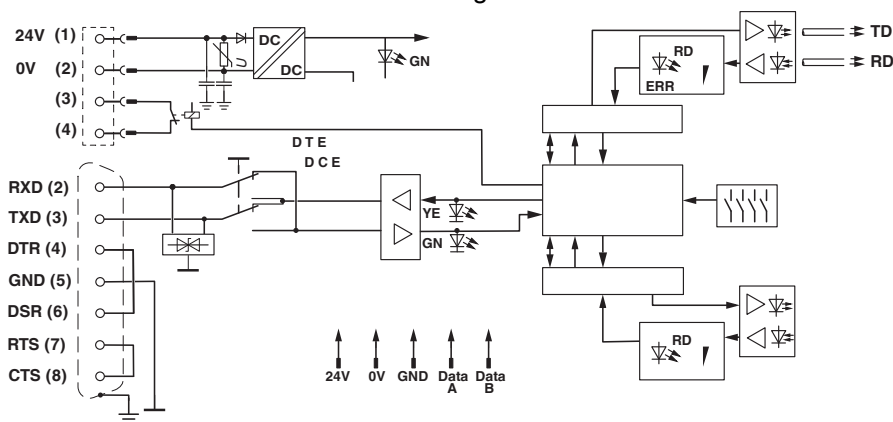 24V (1)
0V (2)
(3)
(4)
DC
DC
GN
RD
ERR
TD
RD
DTE
DCE
RXD (2)
TXD (3)
DTR (4)
GND (5)
DSR (6)
RTS (7)
CTS (8)
YE
GN
RD
24V
0V
GND
Data A
Data B